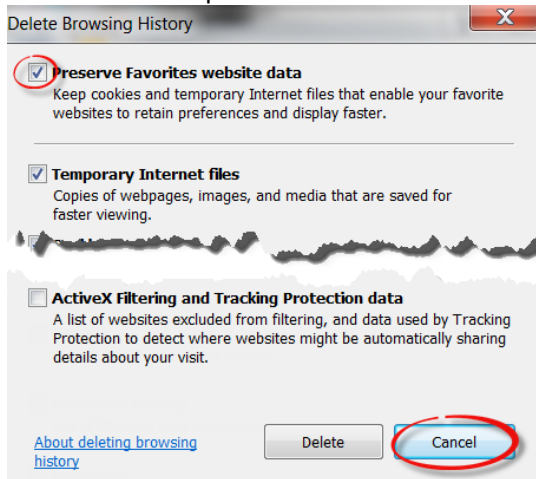 Delete Browsing History
X
Preserve Favorites website data
Keep cookies and temporary Internet files that enable your favorite
websites to retain preferences and display faster.
Temporary Internet files
Copies of webpages, images, and media that are saved for
faster viewing.
ActiveX Filtering and Tracking Protection data
A list of websites excluded from filtering, and data used by Tracking
Protection to detect where websites might be automatically sharing
details about your visit.
About deleting browsing
history
Delete
Cancel